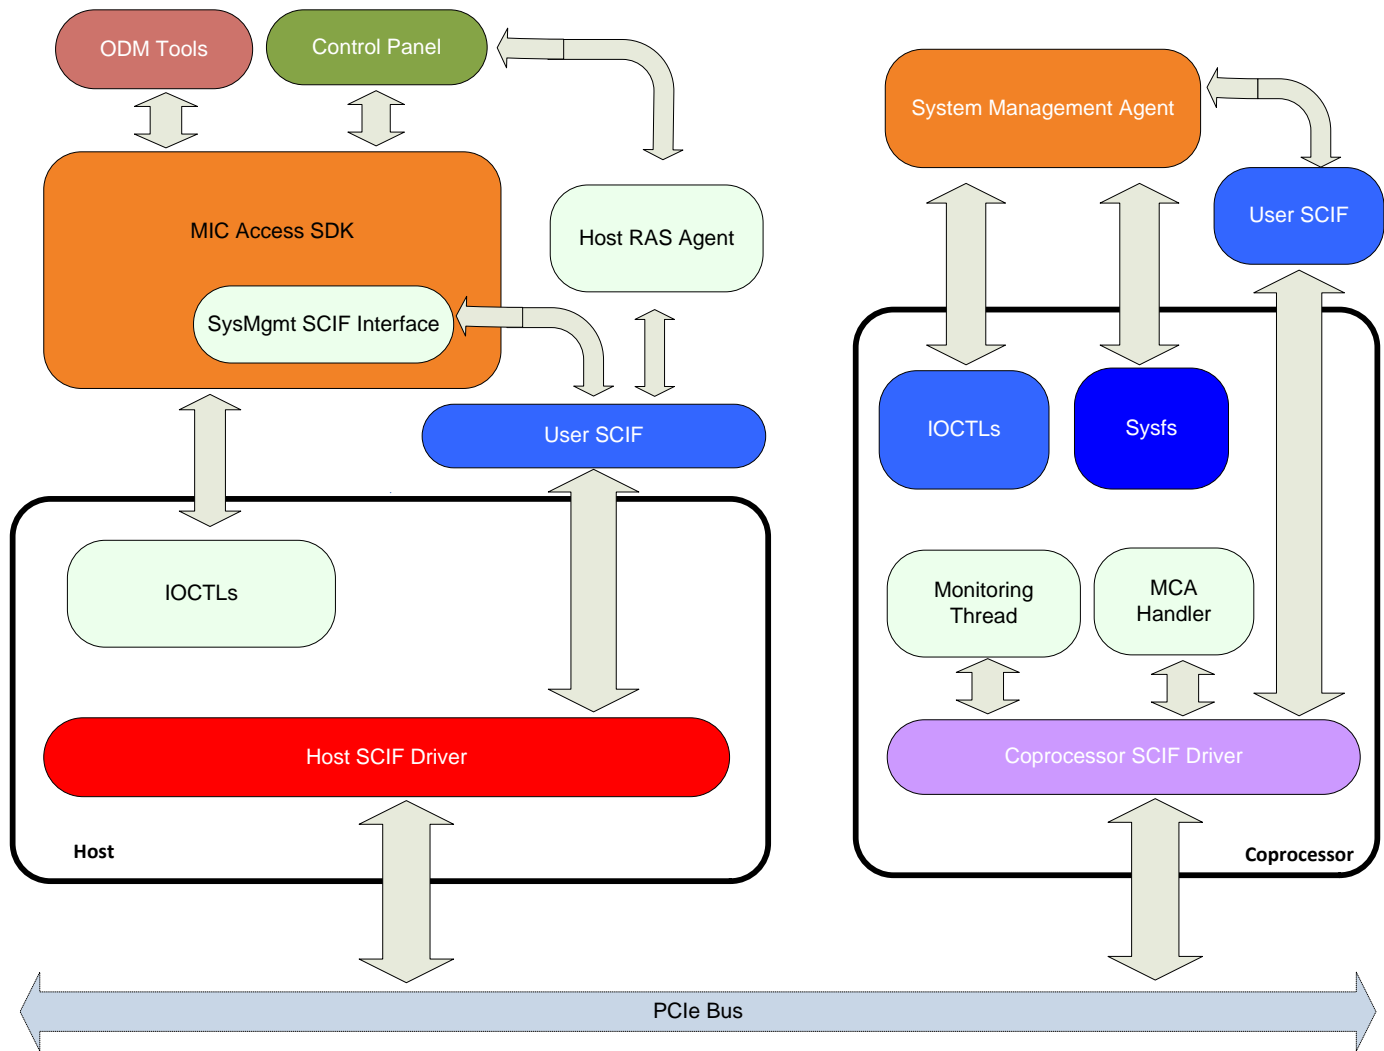 ODM Tools
Control Panel
MIC Access SDK
SysMgmt SCIF Interface
Host RAS Agent
User SCIF
IOCTLs
Host SCIF Driver
Host
System Management Agent
User SCIF
IOCTLs
Sysfs
Monitoring
Thread
MCA
Handler
Coprocessor SCIF Driver
Coprocessor
PCIe Bus